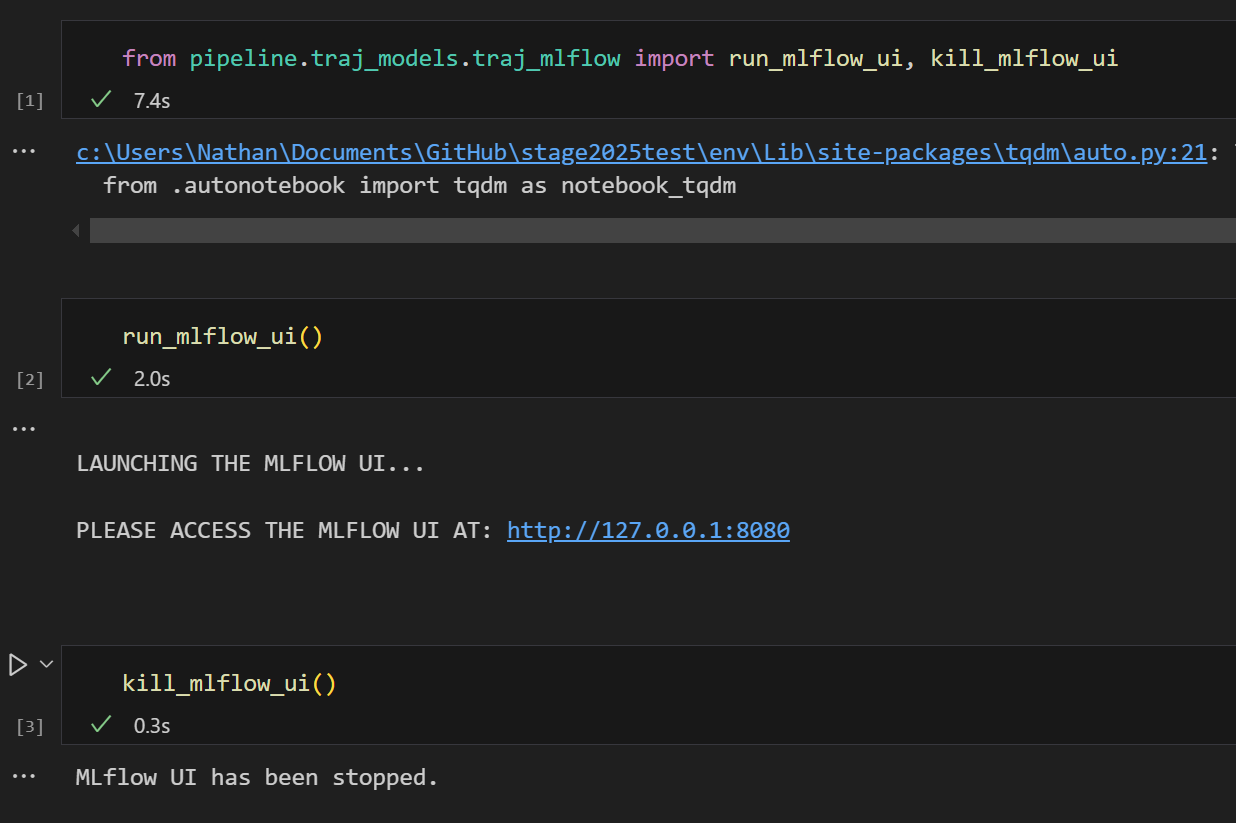 from pipeline.traj_models.traj_mlflow import run_mlflow_ui, kill_mlflow_ui
[1]
7.4s
... c:\Users\Nathan\Documents\GitHub\stage2025test\env\Lib\site-packages\tqdm\auto.py:21:
from .autonotebook import tqdm as notebook_tqdm
run_mlflow_ui()
[2]
2.0s
...
LAUNCHING THE MLFLOW UI...
PLEASE ACCESS THE MLFLOW UI AT: http://127.0.0.1:8080
kill_mlflow_ui()
[3]
0.3s
... MLflow UI has been stopped.